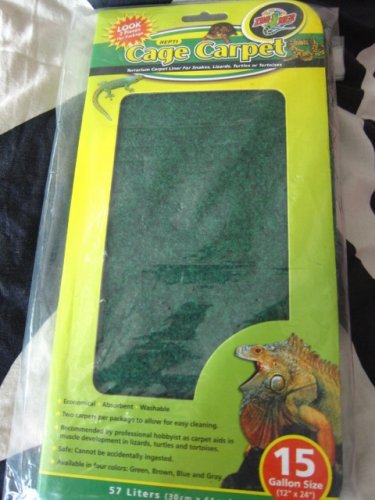 LOOK
REPTI
Cage Carpet
ZOO MED
Terrarium Carpet Liner For Snakes, Lizards, Turtles or Tortoises
Economical Absorbent Washable
Two carpets per package to allow for easy cleaning.
Recommended by professional hobbyist as carpet aids in
muscle development in lizards, turtles and tortoises.
Safe: Cannot be accidentally ingested.
Available in four colors: Green, Brown, Blue and Gray.
15
Gallon Size
(12" x 24")
57 Liters (30cm x